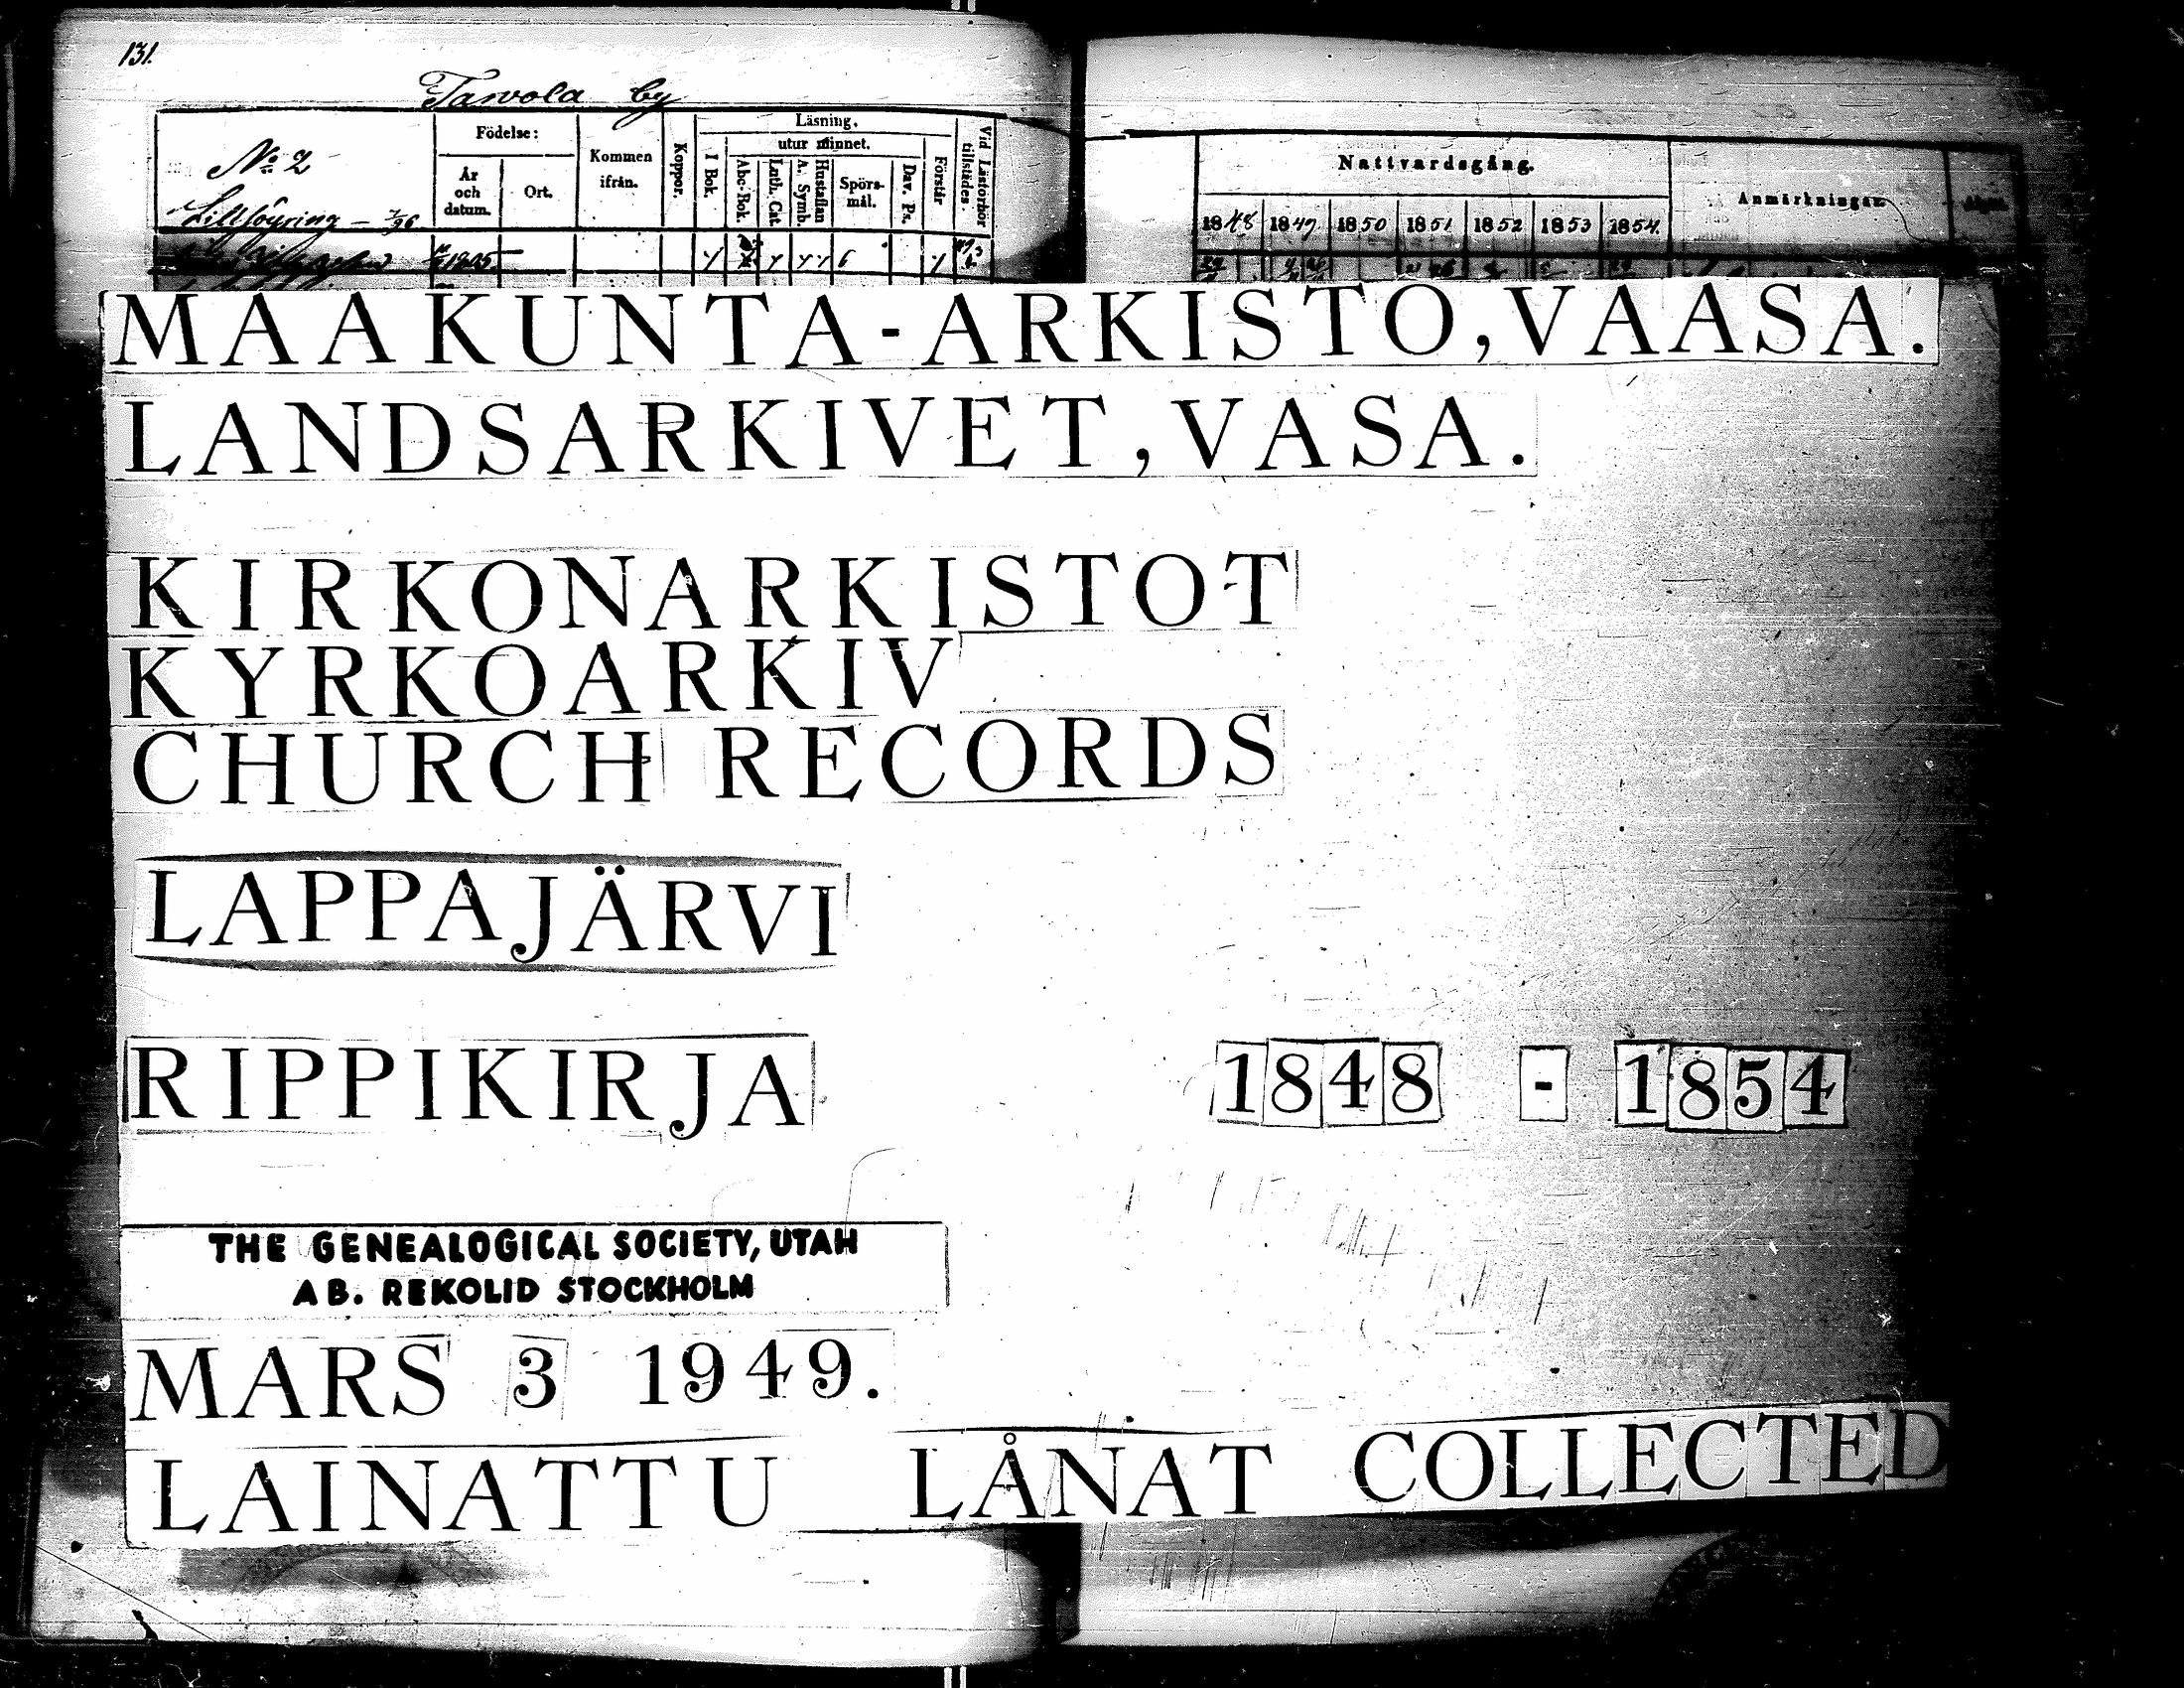 131.
Tarvola by
No 2
Födelse:
År och datum.
Ort.
Kommen ifrån.
Koppor.
Läsning.
utur minnet.
I Bok.
Abc-Bok.
Luth. Cat.
A. Symb.
Hustaflan
Spörs-mål.
Dav. Ps.
Förstår
Vid Läsförhör tillstädes.
Nattvardsgång.
Anmärkningar.
1848 1849 1850 1851 1852 1853 1854.
1805
MAAKUNTA-ARKISTO, VAASA.
LANDSARKIVET, VASA.
KIRKONARKISTOT
KYRKOARKIV
CHURCH RECORDS
LAPPAJÄRVI
RIPPIKIRJA 1848 - 1854
THE GENEALOGICAL SOCIETY, UTAH
AB. REKOLID STOCKHOLM
MARS 3 1949.
LAINATTU LÅNAT COLLECTED